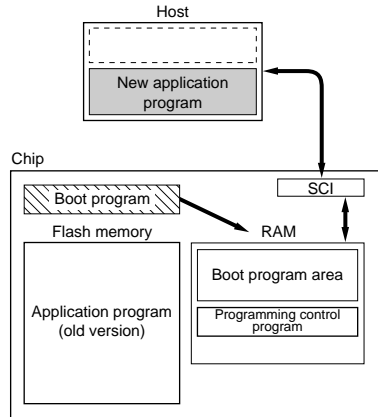 Host
New application
program
Chip
SCI
Boot program
Flash memory
RAM
Boot program area
Application program
(old version)
Programming control
program